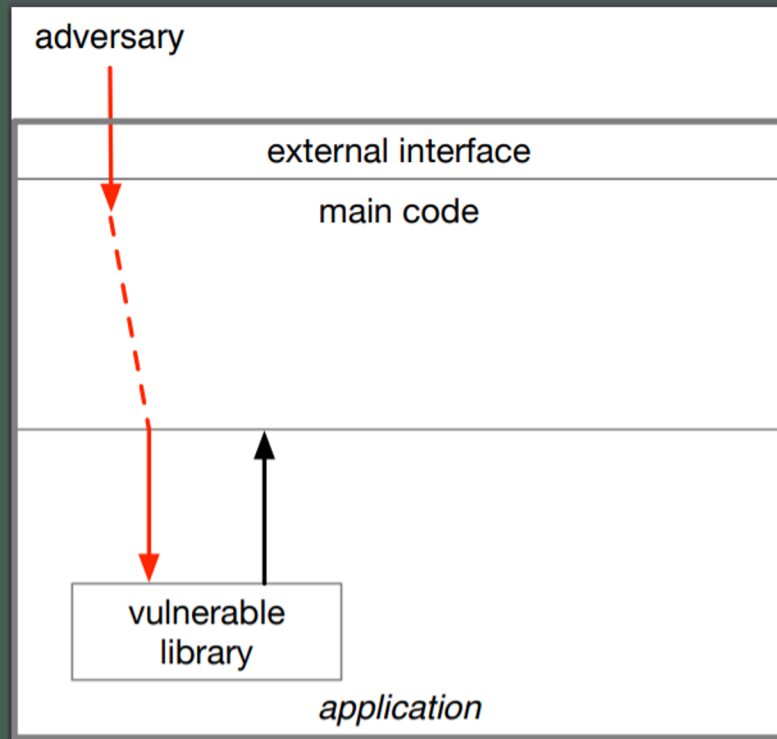 adversary
external interface
main code
vulnerable
library
application